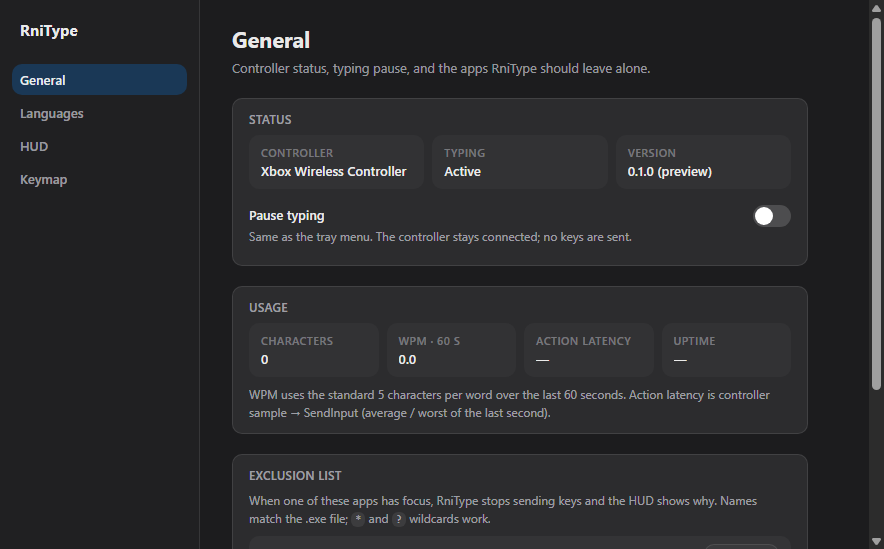 RniType
General
Languages
HUD
Keymap
General
Controller status, typing pause, and the apps RniType should leave alone.
STATUS
CONTROLLER
Xbox Wireless Controller
TYPING
Active
VERSION
0.1.0 (preview)
Pause typing
Same as the tray menu. The controller stays connected; no keys are sent.
USAGE
CHARACTERS
0
WPM · 60 S
0.0
ACTION LATENCY
—
UPTIME
—
WPM uses the standard 5 characters per word over the last 60 seconds. Action latency is controller
sample → SendInput (average / worst of the last second).
EXCLUSION LIST
When one of these apps has focus, RniType stops sending keys and the HUD shows why. Names
match the .exe file; * and ? wildcards work.